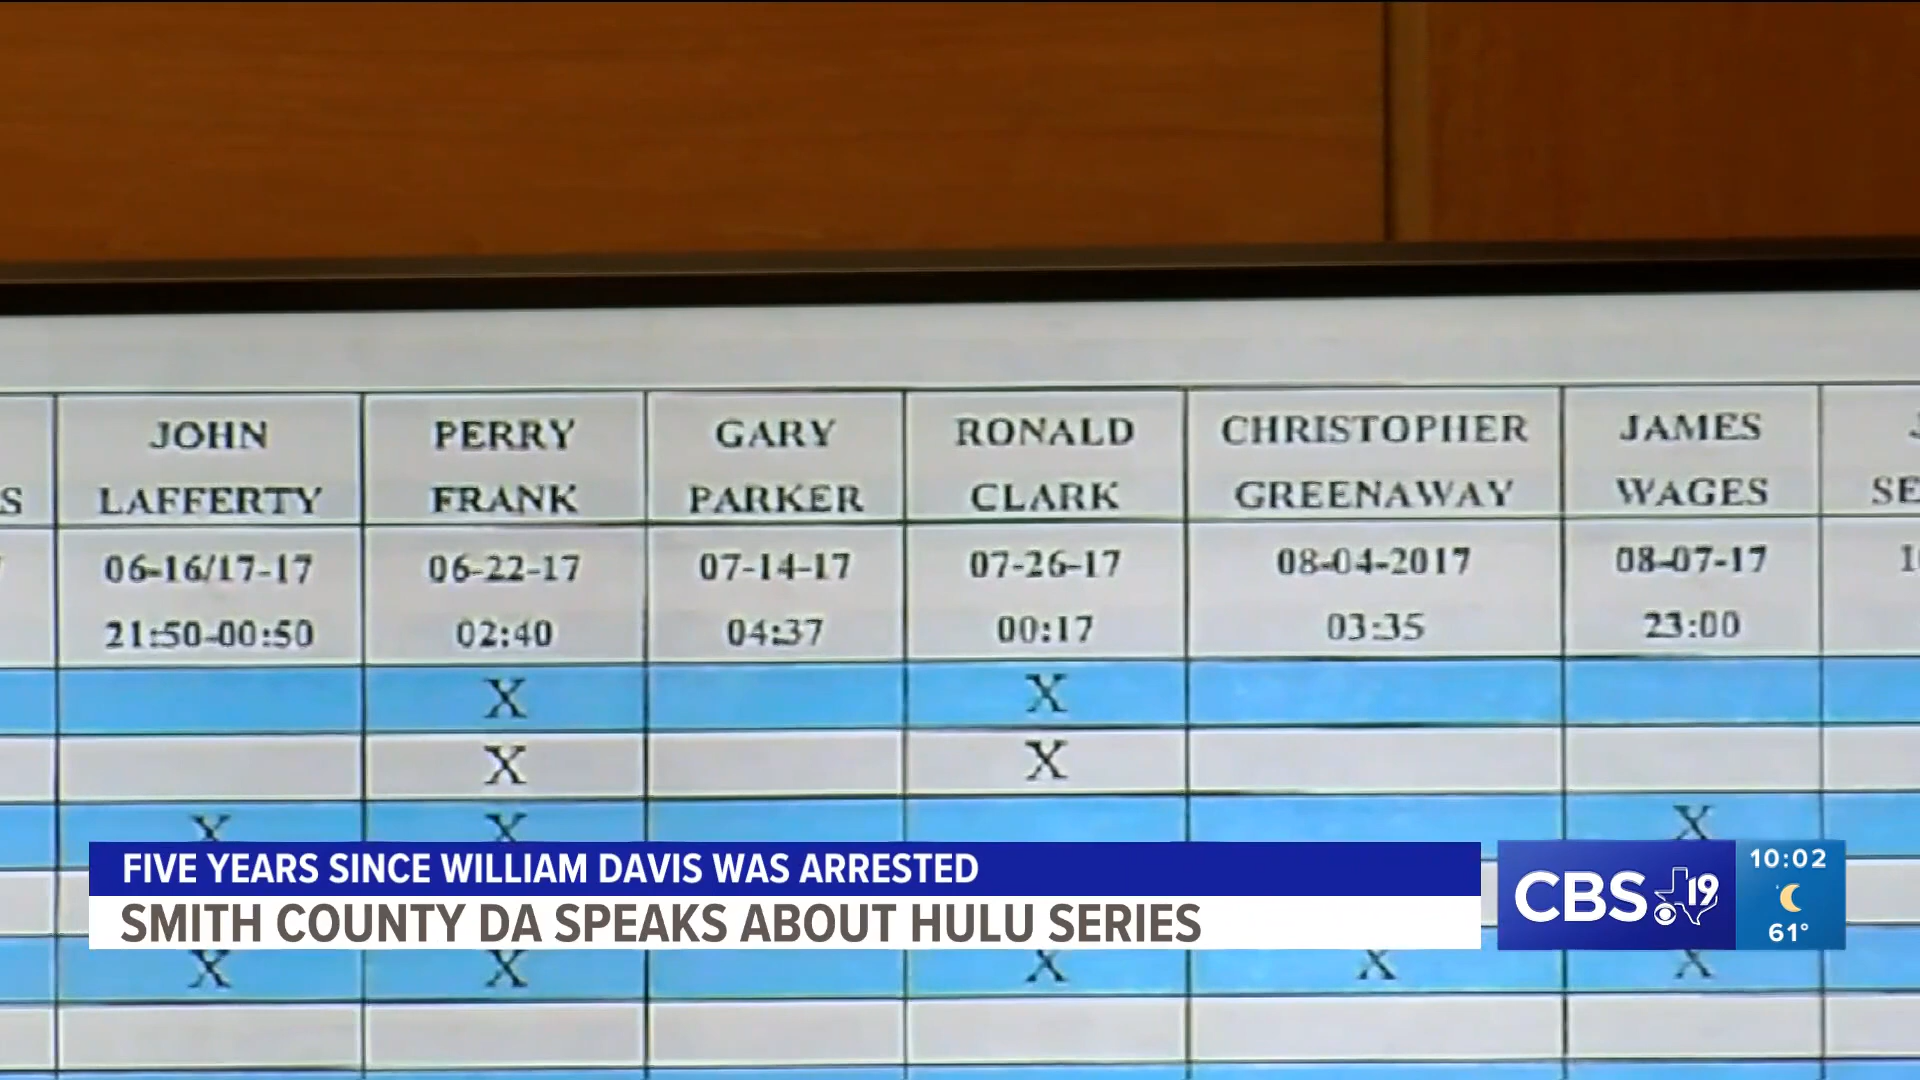 JOHN PERRY GARY RONALD CHRISTOPHER JAMES
LAFFERTY FRANK PARKER CLARK GREENAWAY WAGES
06-16/17-17 06-22-17 07-14-17 07-26-17 08-04-2017 08-07-17
21:50-00:50 02:40 04:37 00:17 03:35 23:00
X X
X X
X X X
FIVE YEARS SINCE WILLIAM DAVIS WAS ARRESTED
SMITH COUNTY DA SPEAKS ABOUT HULU SERIES
CBS 19
10:02
61°
X X X X X